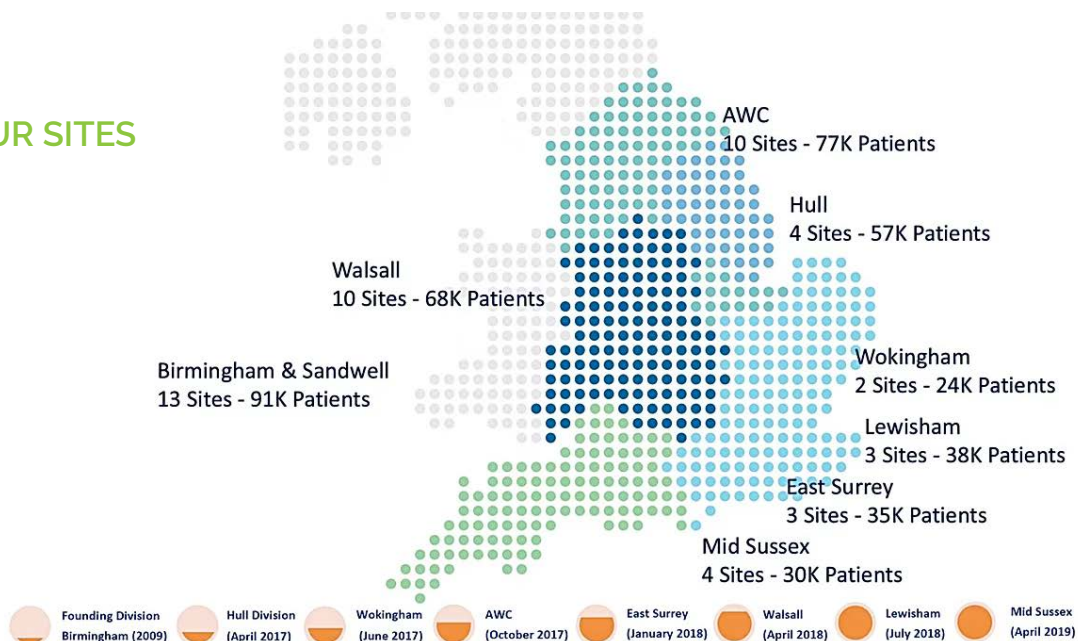 UR SITES
AWC
10 Sites - 77K Patients
Hull
4 Sites - 57K Patients
Walsall
10 Sites - 68K Patients
Birmingham & Sandwell
13 Sites - 91K Patients
Wokingham
2 Sites - 24K Patients
Lewisham
3 Sites - 38K Patients
East Surrey
3 Sites - 35K Patients
Mid Sussex
4 Sites - 30K Patients
Founding Division
Birmingham (2009)
Hull Division
(April 2017)
Wokingham
(June 2017)
AWC
(October 2017)
East Surrey
(January 2018)
Walsall
(April 2018)
Lewisham
(July 2018)
Mid Sussex
(April 2019)